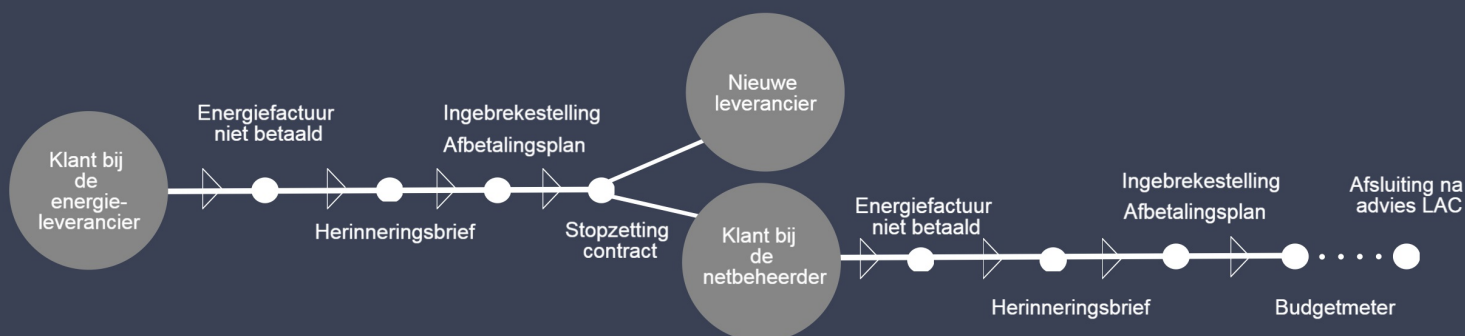 Klant bij
de
energie-
leverancier
Energiefactuur
niet betaald
Herinneringsbrief
Ingebrekestelling
Afbetalingsplan
Stopzetting
contract
Nieuwe
leverancier
Klant bij
de
netbeheerder
Energiefactuur
niet betaald
Herinneringsbrief
Ingebrekestelling
Afbetalingsplan
Budgetmeter
Afsluiting na
advies LAC